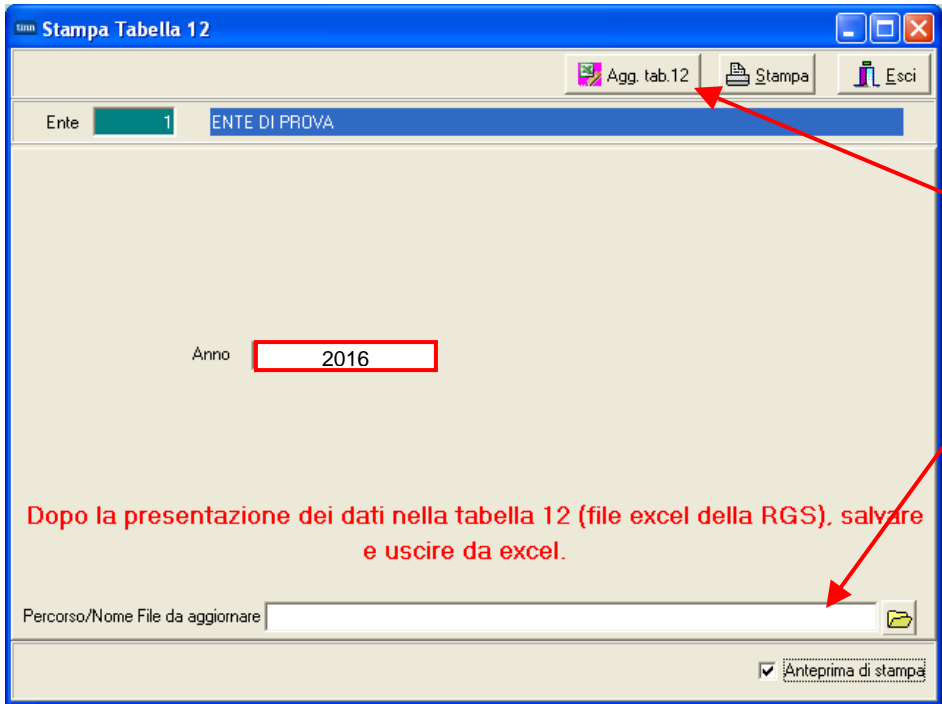 tinn Stampa Tabella 12
Agg. tab.12 Stampa Esci
Ente 1 ENTE DI PROVA
Anno 2016
Dopo la presentazione dei dati nella tabella 12 (file excel della RGS), salvare
e uscire da excel.
Percorso/Nome File da aggiornare
Anteprima di stampa